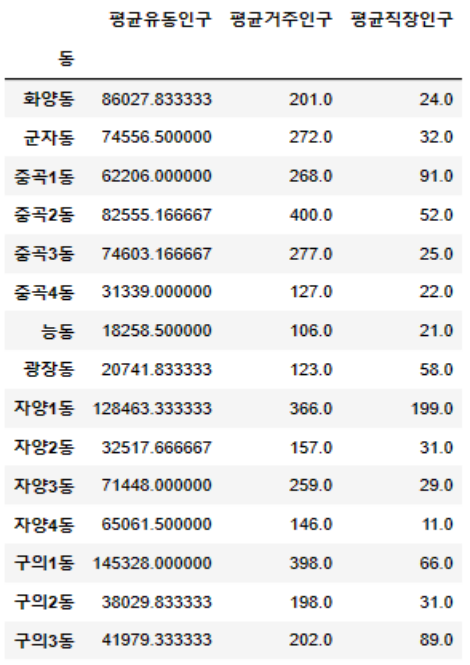 평균유동인구 평균거주인구 평균직장인구
동
화양동 86027.833333 201.0 24.0
군자동 74556.500000 272.0 32.0
중곡1동 62206.000000 268.0 91.0
중곡2동 82555.166667 400.0 52.0
중곡3동 74603.166667 277.0 25.0
중곡4동 31339.000000 127.0 22.0
능동 18258.500000 106.0 21.0
광장동 20741.833333 123.0 58.0
자양1동 128463.333333 366.0 199.0
자양2동 32517.666667 157.0 31.0
자양3동 71448.000000 259.0 29.0
자양4동 65061.500000 146.0 11.0
구의1동 145328.000000 398.0 66.0
구의2동 38029.833333 198.0 31.0
구의3동 41979.333333 202.0 89.0